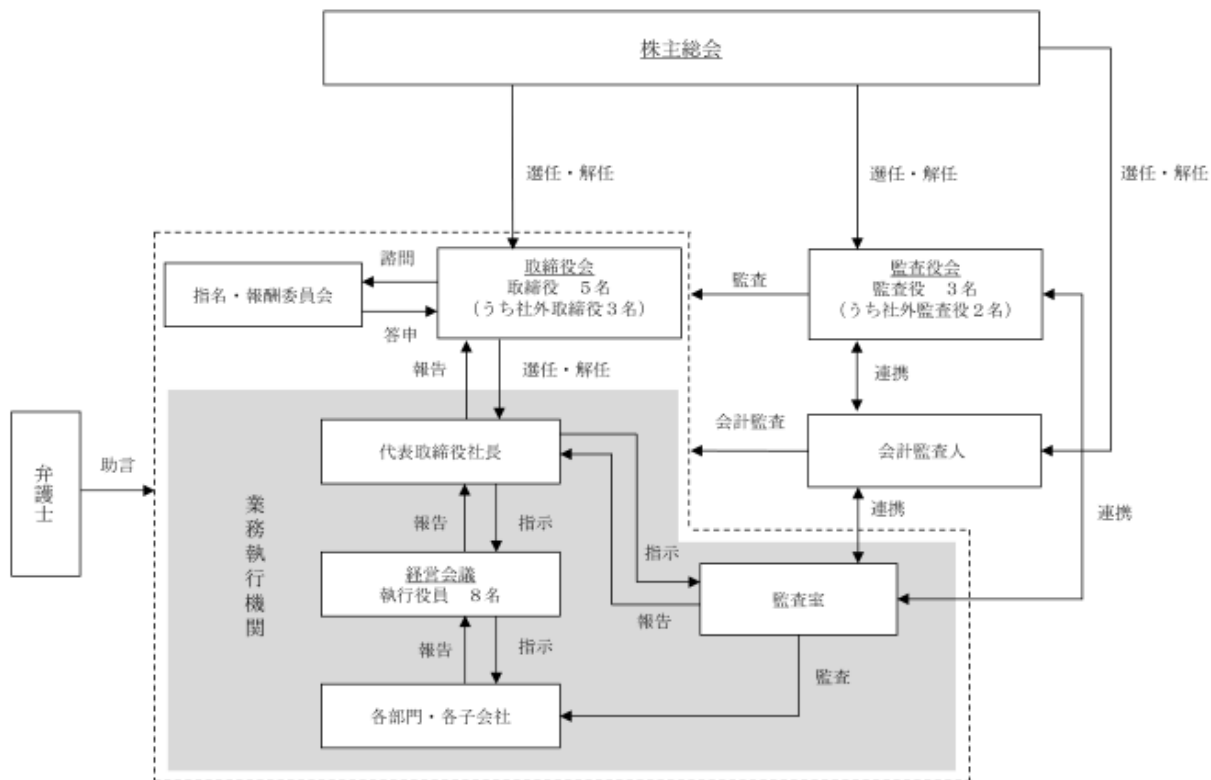 株主総会
選任・解任
選任・解任
選任・解任
諮問
指名・報酬委員会
答申
取締役会
取締役 5名
(うち社外取締役3名)
監査
監査役会
監査役 3名
(うち社外監査役2名)
報告
選任・解任
連携
弁護士
助言
業務執行機関
代表取締役社長
会計監査
会計監査人
報告
指示
連携
連携
指示
経営会議
執行役員 8名
監査室
報告
報告
指示
監査
各部門・各子会社